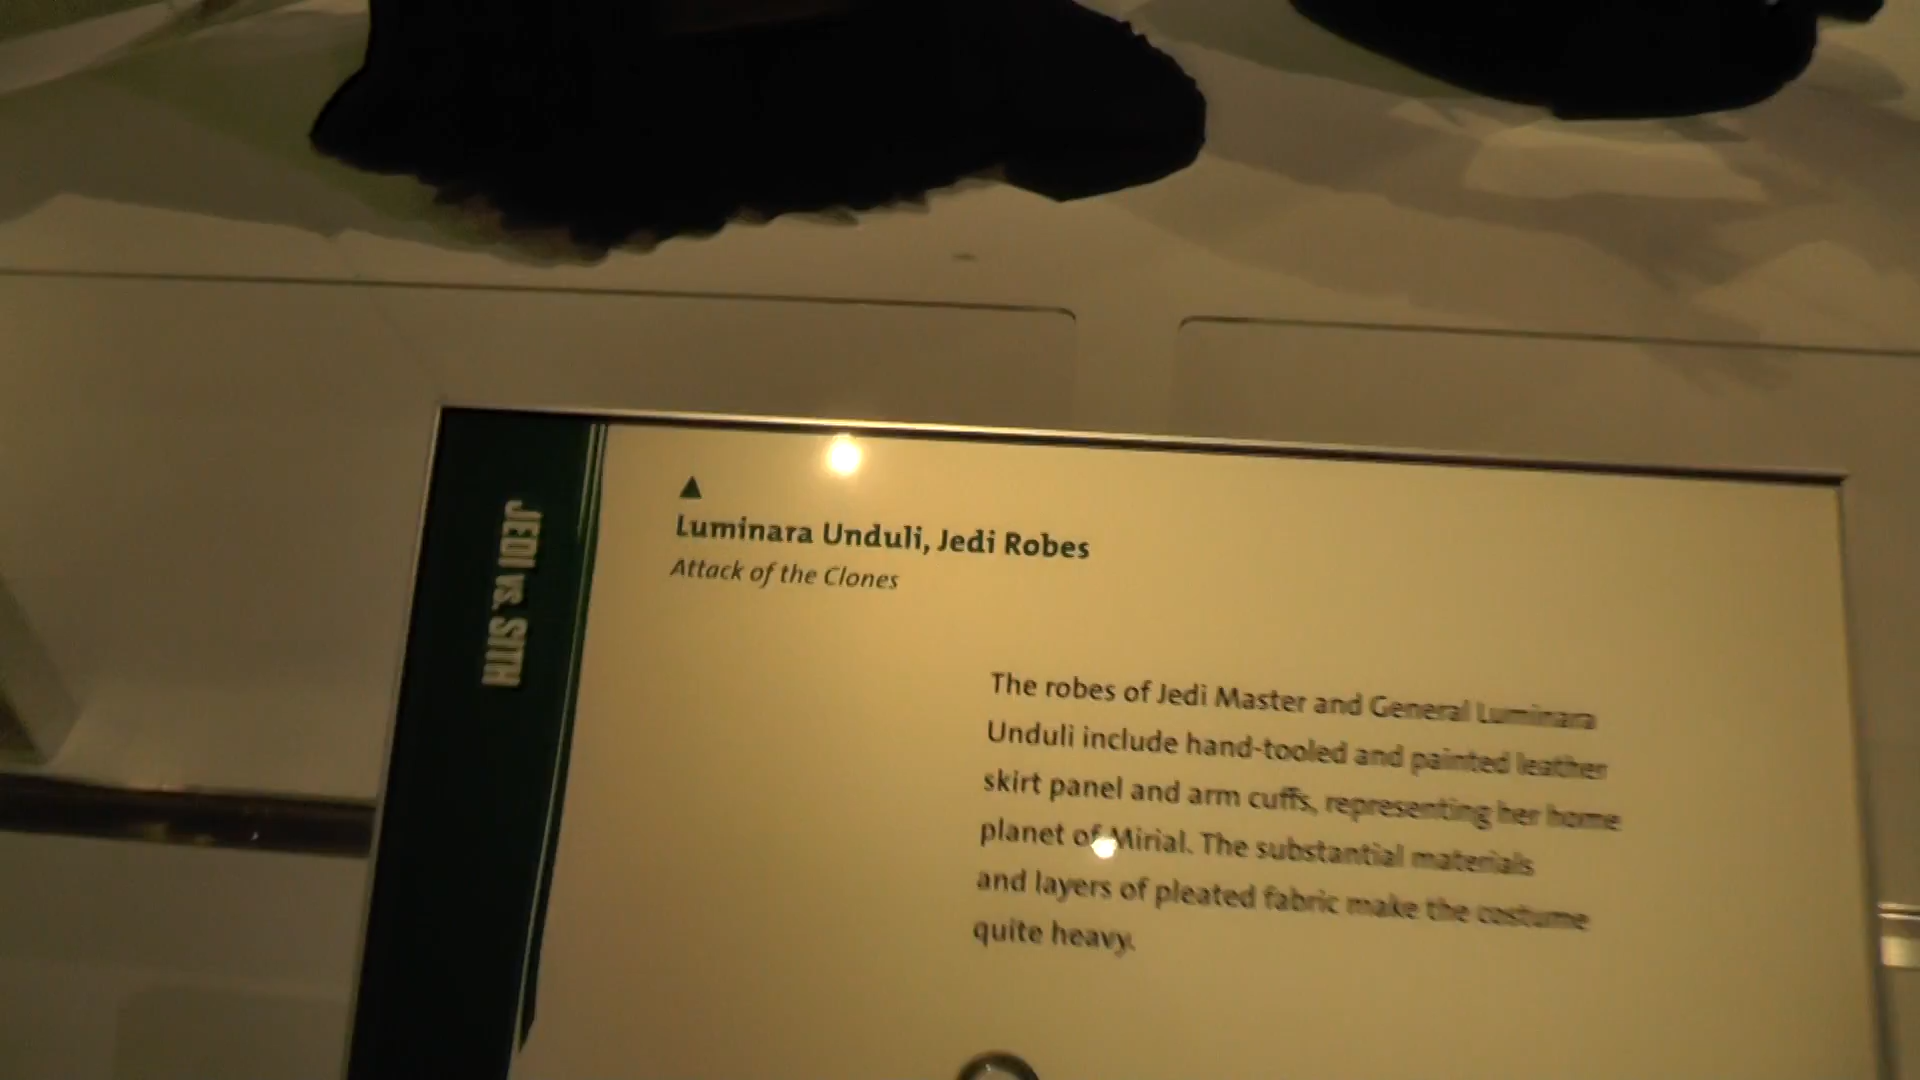 JEDI vs. SITH
Luminara Unduli, Jedi Robes
Attack of the Clones
The robes of Jedi Master and General Luminara
Unduli include hand-tooled and painted leather
skirt panel and arm cuffs, representing her home
planet of Mirial. The substantial materials
and layers of pleated fabric make the costume
quite heavy.